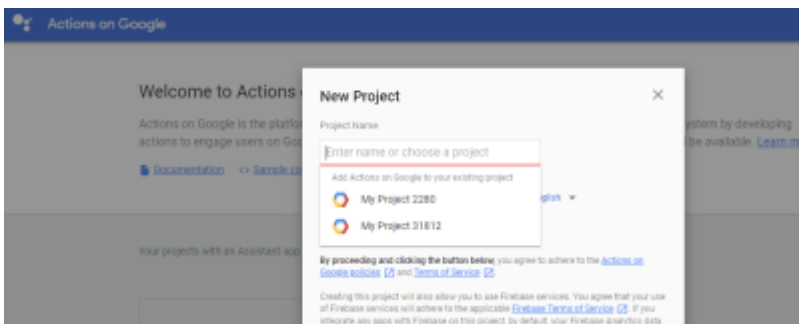 Actions on Google
Welcome to Actions
New Project
Actions on Google is the platfo
Project Name
ystem by developing
actions to engage users on Goo
Enter name or choose a project
l be available. Learn m
Documentation <> Sample co
Add Actions on Google to your existing project
My Project 2280
glish
My Project 31812
Your projects with an Assistant app
By proceeding and clicking the button below, you agree to adhere to the Actions on
Google policies and Terms of Service
Creating this project will also allow you to use Firebase services. You agree that your use
of Firebase services will adhere to the applicable Firebase Terms of Service. If you
integrate any apps with Firebase on this project, by default, your Firebase Analytics data